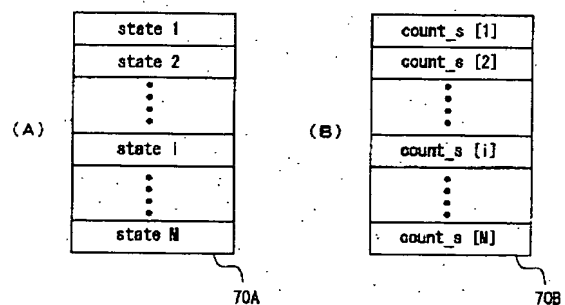 (A)
state 1
state 2
state i
state N
70A
(B)
count_s [1]
count_s [2]
count_s [i]
count_s [N]
70B